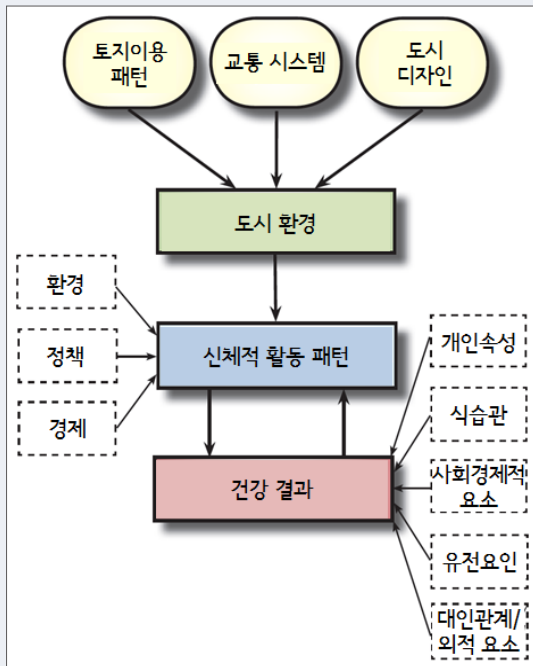 토지이용
패턴
교통 시스템
도시
디자인
도시 환경
환경
정책
경제
신체적 활동 패턴
건강 결과
개인속성
식습관
사회경제적
요소
유전요인
대인관계/
외적 요소